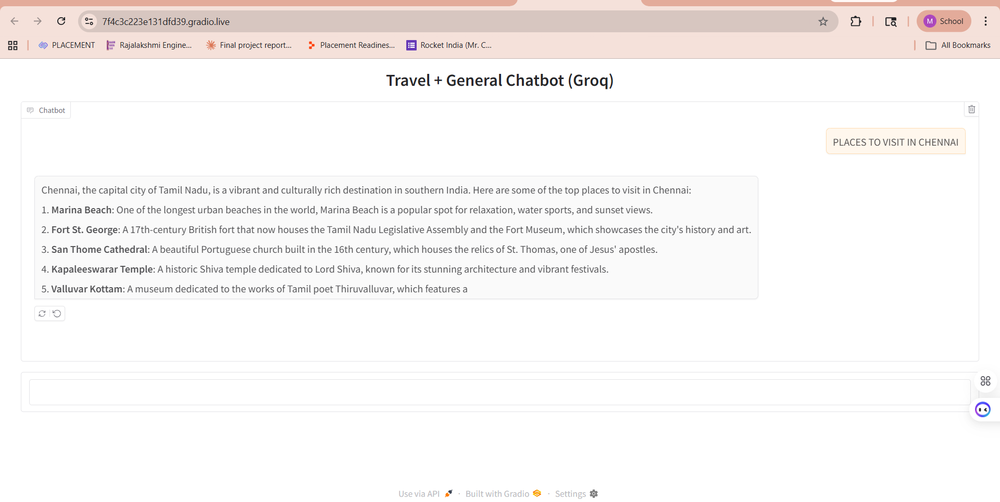 7f4c3c223e131dfd39.gradio.live
M School
PLACEMENT
Rajalakshmi Engine...
Final project report...
Placement Readines...
Rocket India (Mr. C...
All Bookmarks
Travel + General Chatbot (Groq)
Chatbot
PLACES TO VISIT IN CHENNAI
Chennai, the capital city of Tamil Nadu, is a vibrant and culturally rich destination in southern India. Here are some of the top places to visit in Chennai:
1. Marina Beach: One of the longest urban beaches in the world, Marina Beach is a popular spot for relaxation, water sports, and sunset views.
2. Fort St. George: A 17th-century British fort that now houses the Tamil Nadu Legislative Assembly and the Fort Museum, which showcases the city's history and art.
3. San Thome Cathedral: A beautiful Portuguese church built in the 16th century, which houses the relics of St. Thomas, one of Jesus' apostles.
4. Kapaleeswarar Temple: A historic Shiva temple dedicated to Lord Shiva, known for its stunning architecture and vibrant festivals.
5. Valluvar Kottam: A museum dedicated to the works of Tamil poet Thiruvalluvar, which features a
Use via API · Built with Gradio · Settings